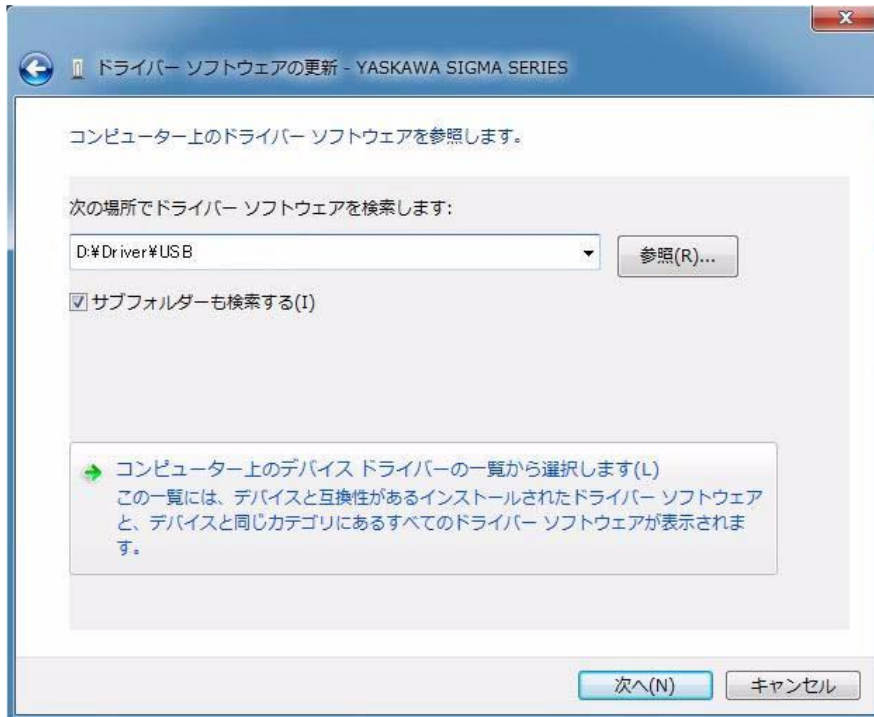 ドライバー ソフトウェアの更新 - YASKAWA SIGMA SERIES
コンピューター上のドライバー ソフトウェアを参照します。
次の場所でドライバー ソフトウェアを検索します:
D:¥Driver¥USB
参照(R)...
サブフォルダーも検索する(I)
コンピューター上のデバイス ドライバーの一覧から選択します(L)
この一覧には、デバイスと互換性があるインストールされたドライバー ソフトウェア
と、デバイスと同じカテゴリにあるすべてのドライバー ソフトウェアが表示されま
す。
次へ(N)
キャンセル